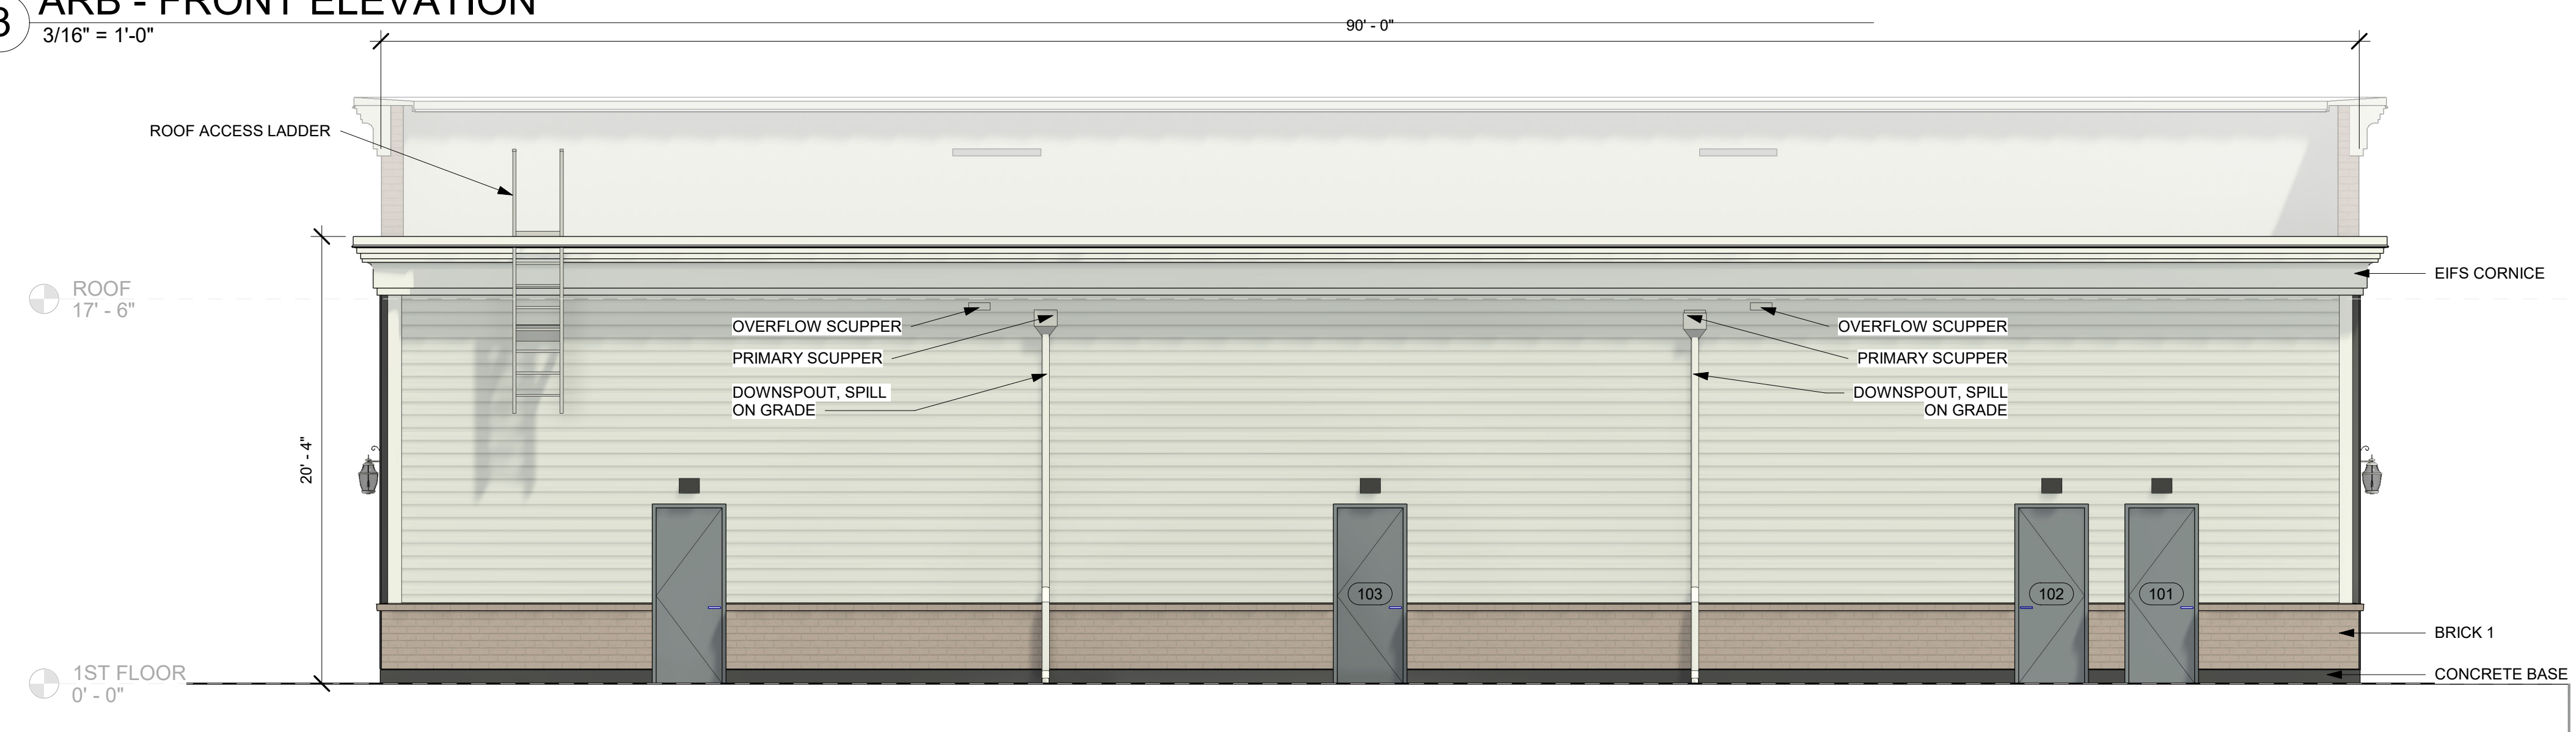 ARB - FRONT ELEVATION
3/16" = 1'-0"
90' - 0"
ROOF ACCESS LADDER
ROOF
17' - 6"
EIFS CORNICE
OVERFLOW SCUPPER
PRIMARY SCUPPER
DOWNSPOUT, SPILL
ON GRADE
OVERFLOW SCUPPER
PRIMARY SCUPPER
DOWNSPOUT, SPILL
ON GRADE
20' - 4"
103
102
101
BRICK 1
1ST FLOOR
0' - 0"
CONCRETE BASE